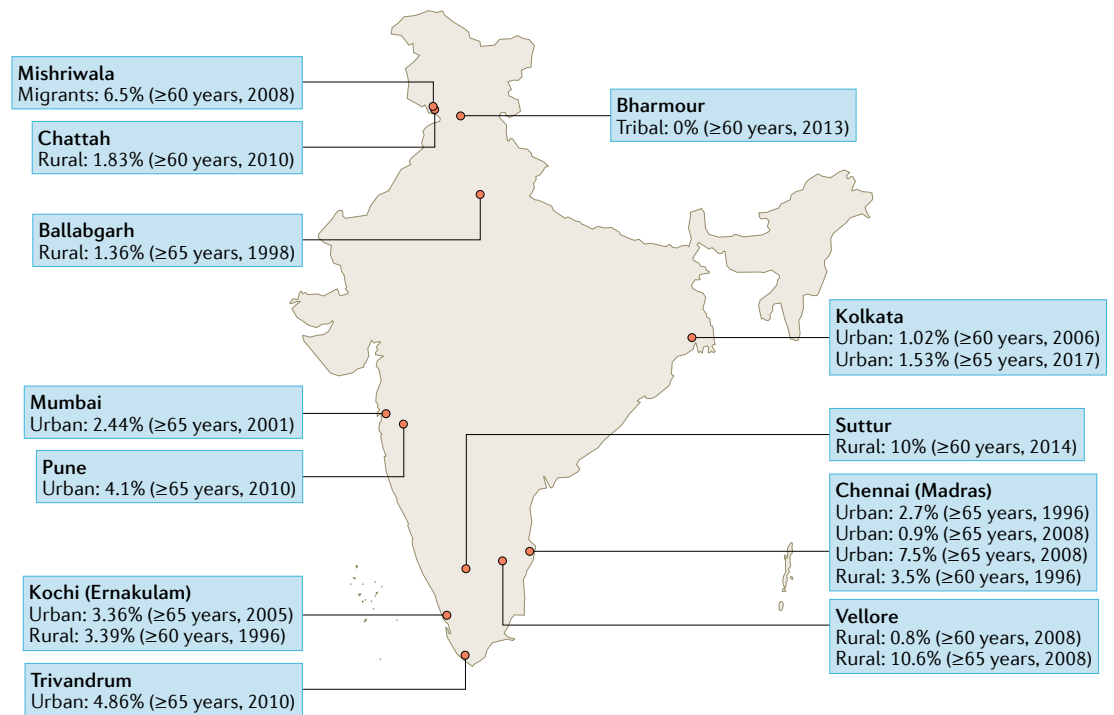 Mishriwala
Migrants: 6.5% (≥60 years, 2008)
Chattah
Rural: 1.83% (≥60 years, 2010)
Ballabgarh
Rural: 1.36% (≥65 years, 1998)
Mumbai
Urban: 2.44% (≥65 years, 2001)
Pune
Urban: 4.1% (≥65 years, 2010)
Kochi (Ernakulam)
Urban: 3.36% (≥65 years, 2005)
Rural: 3.39% (≥60 years, 1996)
Trivandrum
Urban: 4.86% (≥65 years, 2010)
Bharmour
Tribal: 0% (≥60 years, 2013)
Kolkata
Urban: 1.02% (≥60 years, 2006)
Urban: 1.53% (≥65 years, 2017)
Suttur
Rural: 10% (≥60 years, 2014)
Chennai (Madras)
Urban: 2.7% (≥65 years, 1996)
Urban: 0.9% (≥65 years, 2008)
Urban: 7.5% (≥65 years, 2008)
Rural: 3.5% (≥60 years, 1996)
Vellore
Rural: 0.8% (≥60 years, 2008)
Rural: 10.6% (≥65 years, 2008)